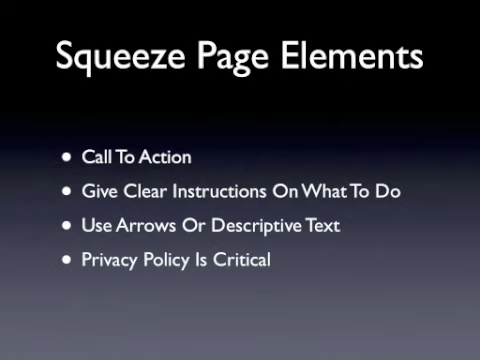 Squeeze Page Elements
• Call To Action
• Give Clear Instructions On What To Do
• Use Arrows Or Descriptive Text
• Privacy Policy Is Critical